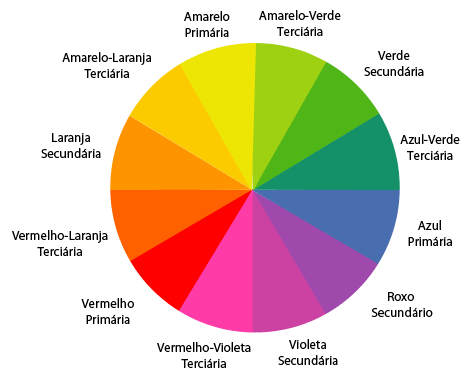 Amarelo
Primária
Amarelo-Verde
Terciária
Verde
Secundária
Azul-Verde
Terciária
Azul
Primária
Roxo
Secundário
Violeta
Secundária
Vermelho-Violeta
Terciária
Vermelho
Primária
Vermelho-Laranja
Terciária
Laranja
Secundária
Amarelo-Laranja
Terciária